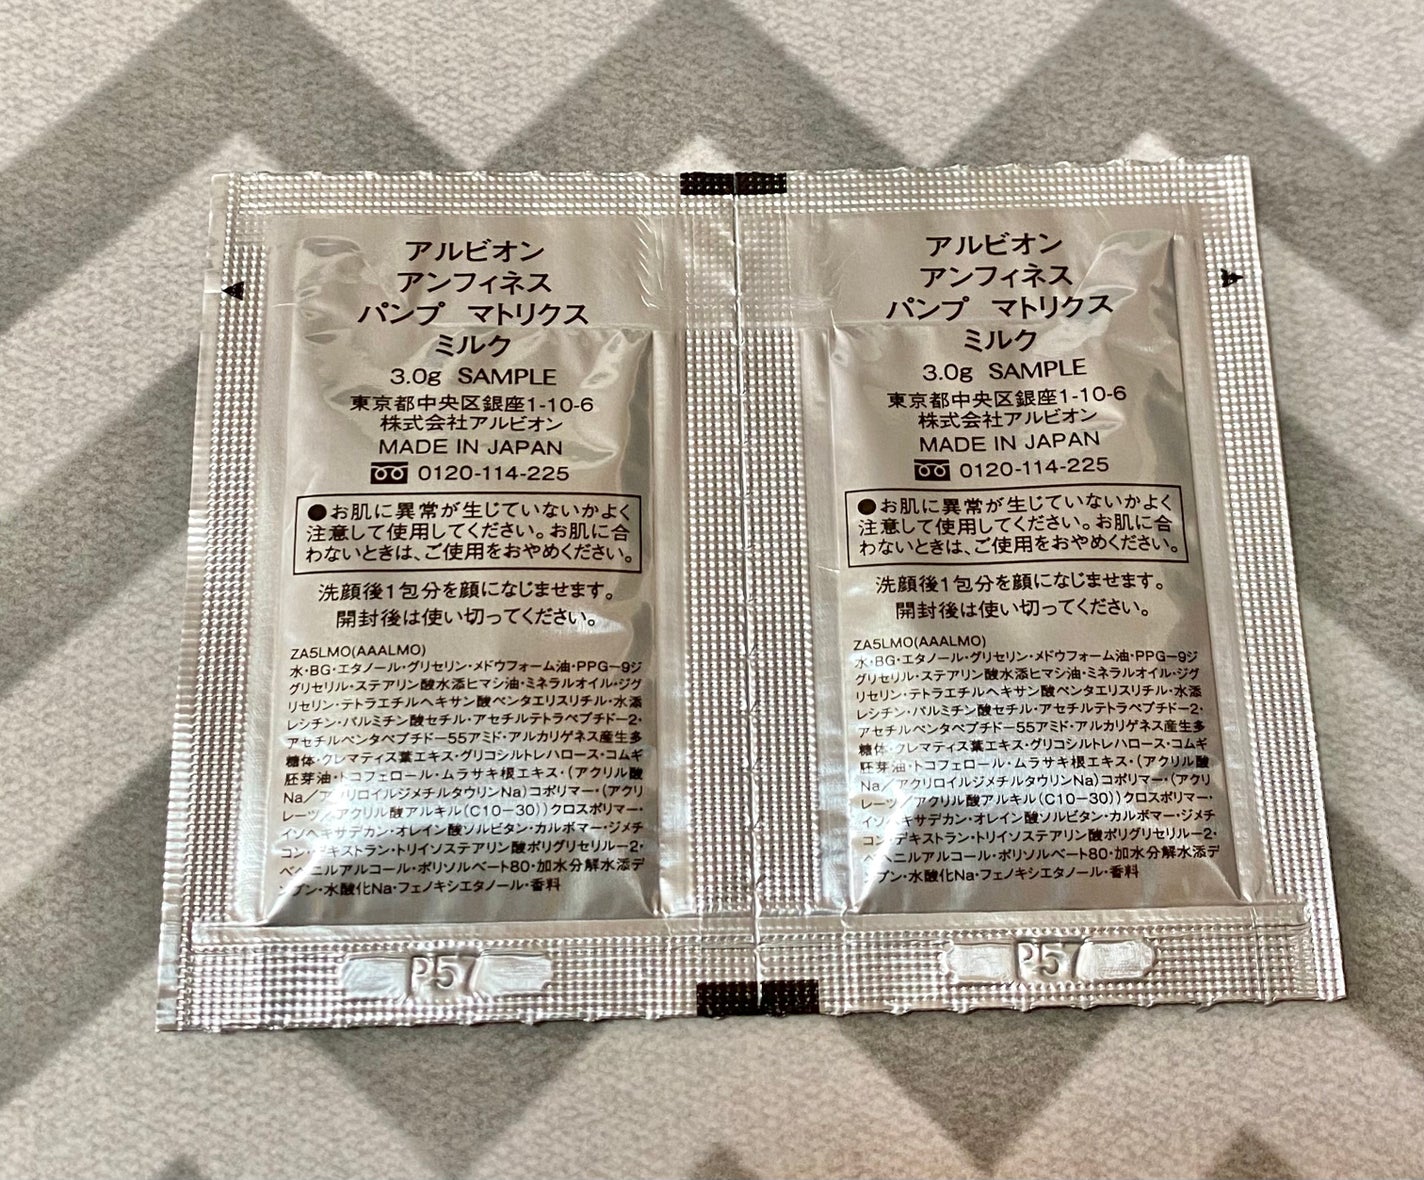 アルビオン
アンフィネス
パンプ マトリクス
ミルク
3.0g SAMPLE
東京都中央区銀座1-10-6
株式会社アルビオン
MADE IN JAPAN
0120-114-225
●お肌に異常が生じていないかよく
注意して使用してください。お肌に合
わないときは、ご使用をおやめください。
洗顔後1包分を顔になじませます。
開封後は使い切ってください。
ZA5LMO(AAALMO)
水・BG・エタノール・グリセリン・メドウフォーム油・PPG－9ジ
グリセリル・ステアリン酸水添ヒマシ油・ミネラルオイル・ジグ
リセリン・テトラエチルヘキサン酸ペンタエリスリチル・水添
レシチン・パルミチン酸セチル・アセチルテトラペプチド－2・
アセチルペンタペプチド－55アミド・アルカリゲネス産生多
糖体・クレマティス葉エキス・グリコシルトレハロース・コムギ
胚芽油・トコフェロール・ムラサキ根エキス・(アクリル酸
Na／アクリロイルジメチルタウリンNa)コポリマー・(アクリ
レーツ／アクリル酸アルキル(C10－30))クロスポリマー・
イソヘキサデカン・オレイン酸ソルビタン・カルボマー・ジメチ
コン・デキストラン・トリイソステアリン酸ポリグリセリル－2・
ベヘニルアルコール・ポリソルベート80・加水分解水添デ
ンプン・水酸化Na・フェノキシエタノール・香料
P57
アルビオン
アンフィネス
パンプ マトリクス
ミルク
3.0g SAMPLE
東京都中央区銀座1-10-6
株式会社アルビオン
MADE IN JAPAN
0120-114-225
●お肌に異常が生じていないかよく
注意して使用してください。お肌に合
わないときは、ご使用をおやめください。
洗顔後1包分を顔になじませます。
開封後は使い切ってください。
ZA5LMO(AAALMO)
水・BG・エタノール・グリセリン・メドウフォーム油・PPG－9ジ
グリセリル・ステアリン酸水添ヒマシ油・ミネラルオイル・ジグ
リセリン・テトラエチルヘキサン酸ペンタエリスリチル・水添
レシチン・パルミチン酸セチル・アセチルテトラペプチド－2・
アセチルペンタペプチド－55アミド・アルカリゲネス産生多
糖体・クレマティス葉エキス・グリコシルトレハロース・コムギ
胚芽油・トコフェロール・ムラサキ根エキス・(アクリル酸
Na／アクリロイルジメチルタウリンNa)コポリマー・(アクリ
レーツ／アクリル酸アルキル(C10－30))クロスポリマー・
イソヘキサデカン・オレイン酸ソルビタン・カルボマー・ジメチ
コン・デキストラン・トリイソステアリン酸ポリグリセリル－2・
ベヘニルアルコール・ポリソルベート80・加水分解水添デ
ンプン・水酸化Na・フェノキシエタノール・香料
P57